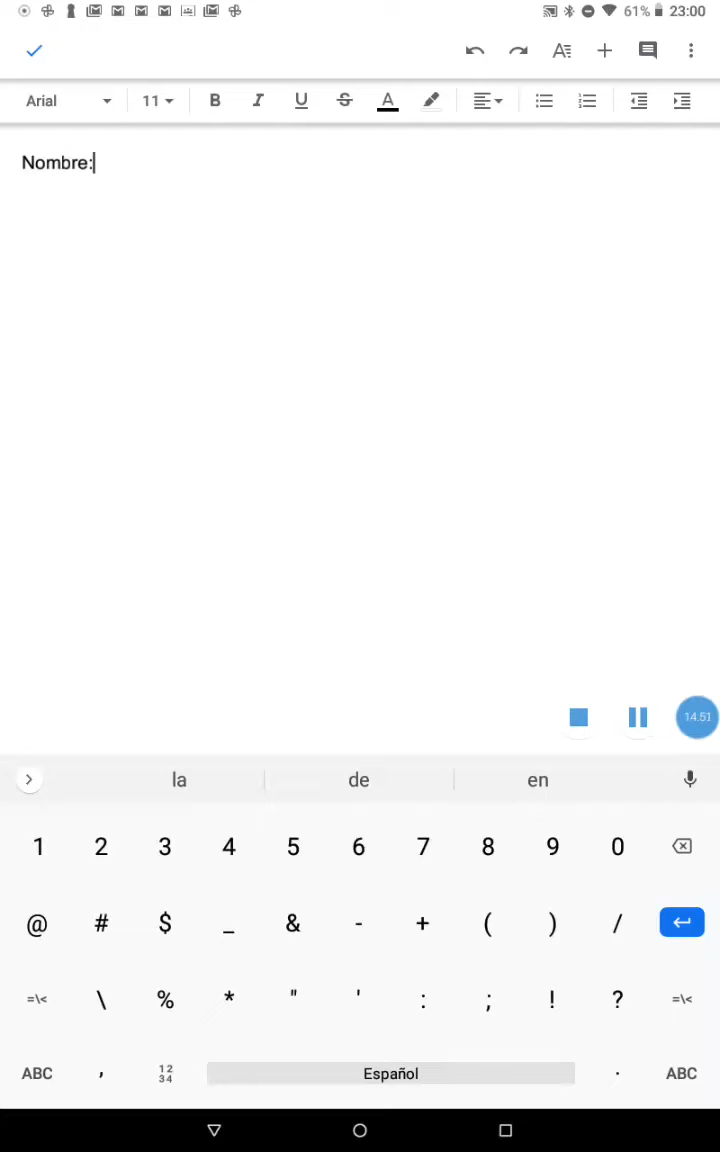 61% 23:00
Arial 11 B I U S A
Nombre:
14.51
la de en
1 2 3 4 5 6 7 8 9 0
@ # $ _ & - + ( ) /
=\< \ % * " ' : ; ! ? =\<
ABC , 12 34 Español . ABC